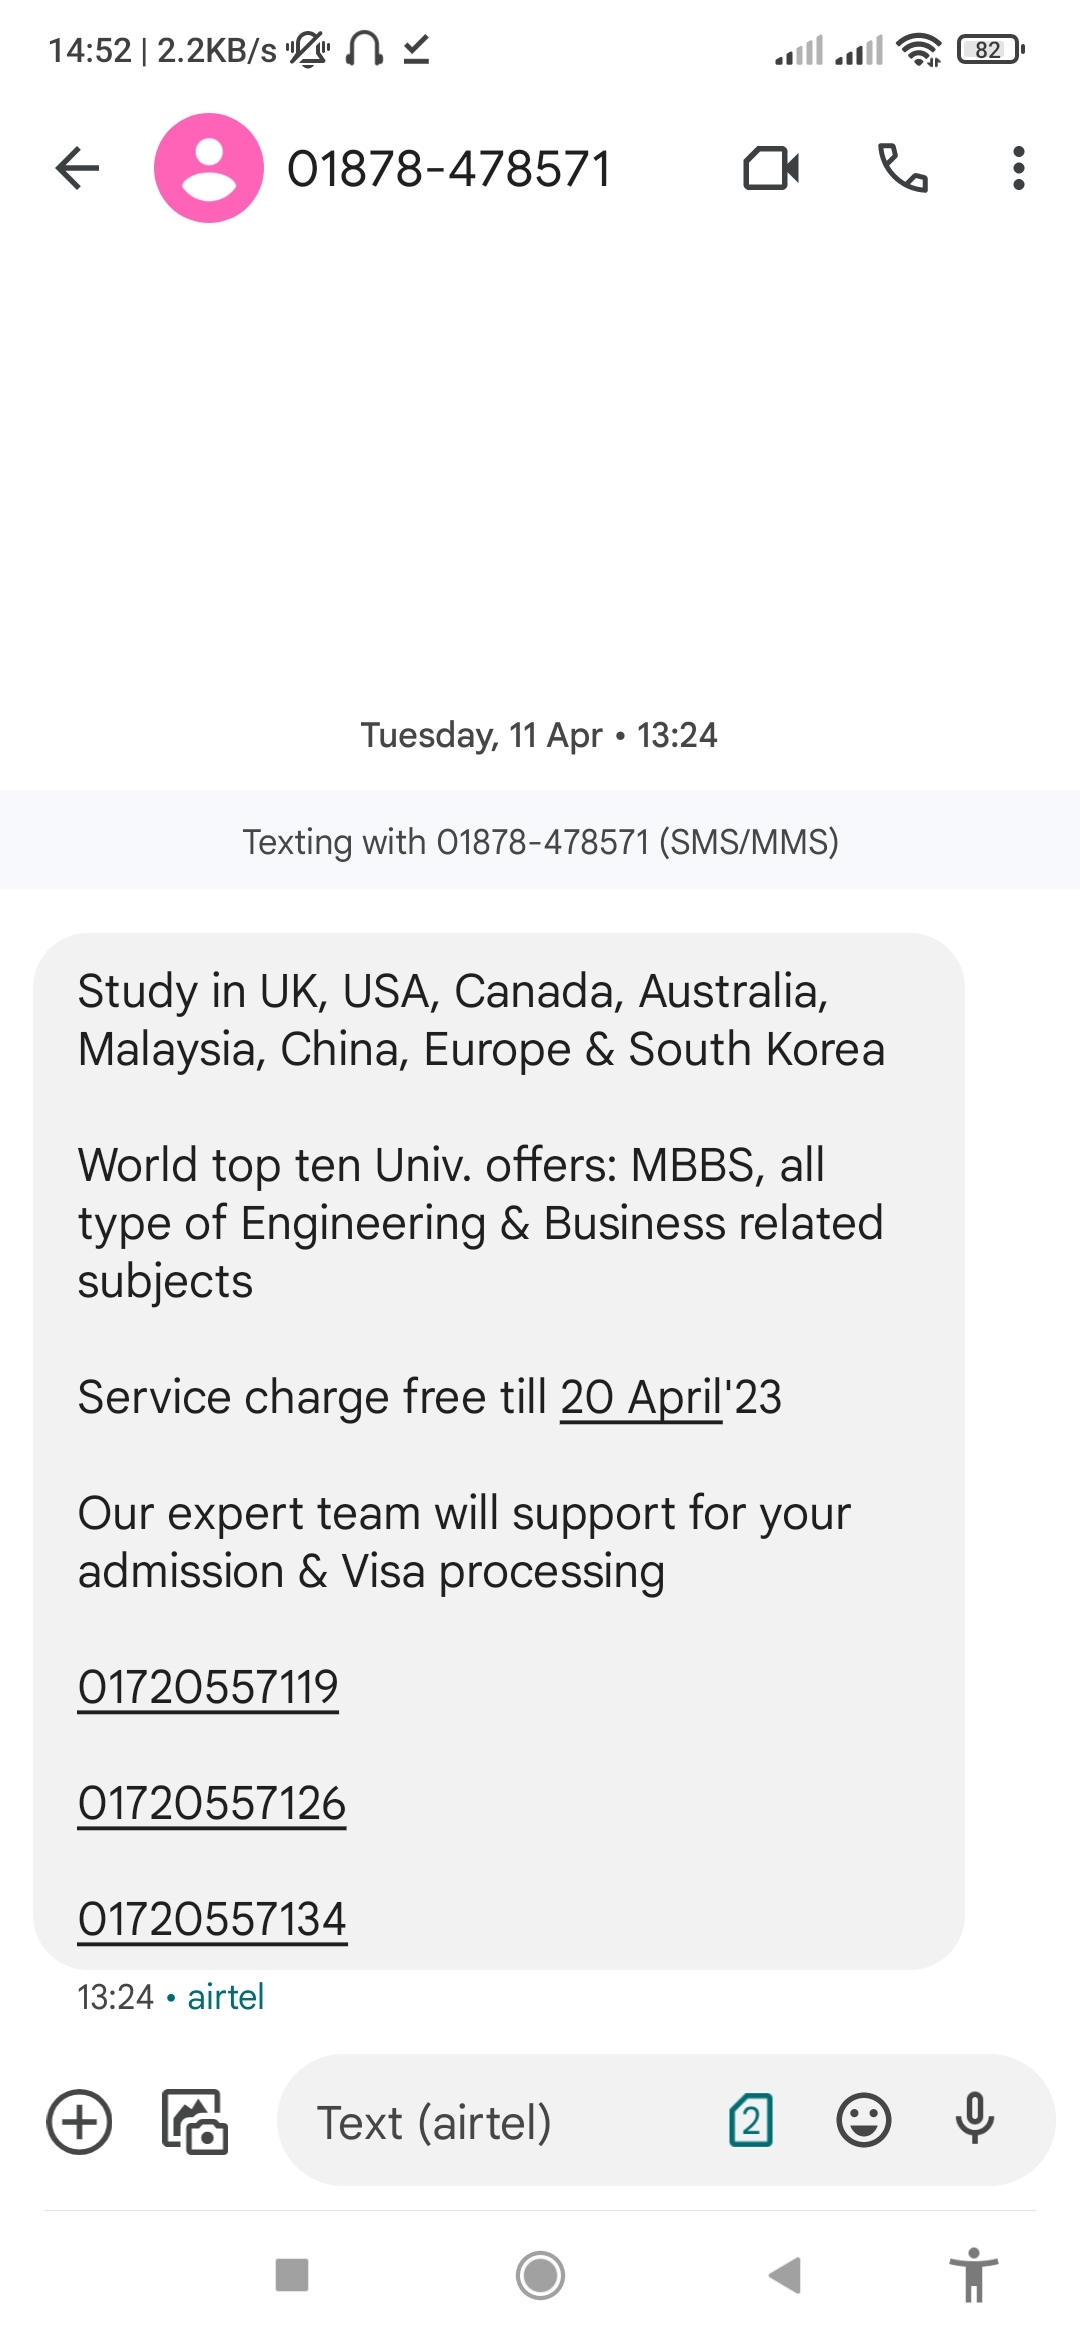 14:52 | 2.2KB/s
82
01878-478571
Tuesday, 11 Apr • 13:24
Texting with 01878-478571 (SMS/MMS)
Study in UK, USA, Canada, Australia,
Malaysia, China, Europe & South Korea
World top ten Univ. offers: MBBS, all
type of Engineering & Business related
subjects
Service charge free till 20 April'23
Our expert team will support for your
admission & Visa processing
01720557119
01720557126
01720557134
13:24 • airtel
Text (airtel)
2